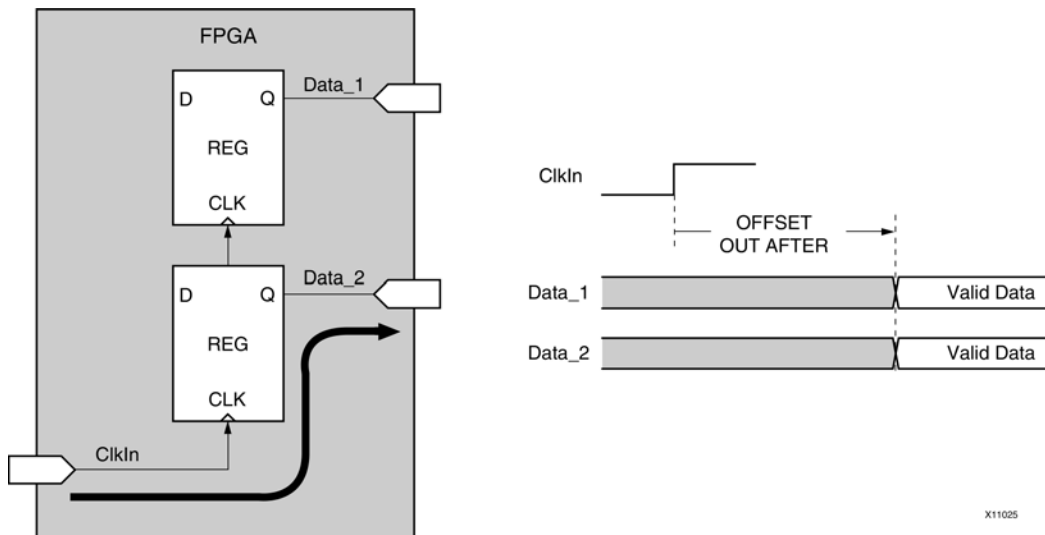 FPGA
Data_1
D Q
REG
CLK
Data_2
D Q
REG
CLK
ClkIn
ClkIn
OFFSET
OUT AFTER
Data_1 Valid Data
Data_2 Valid Data
X11025